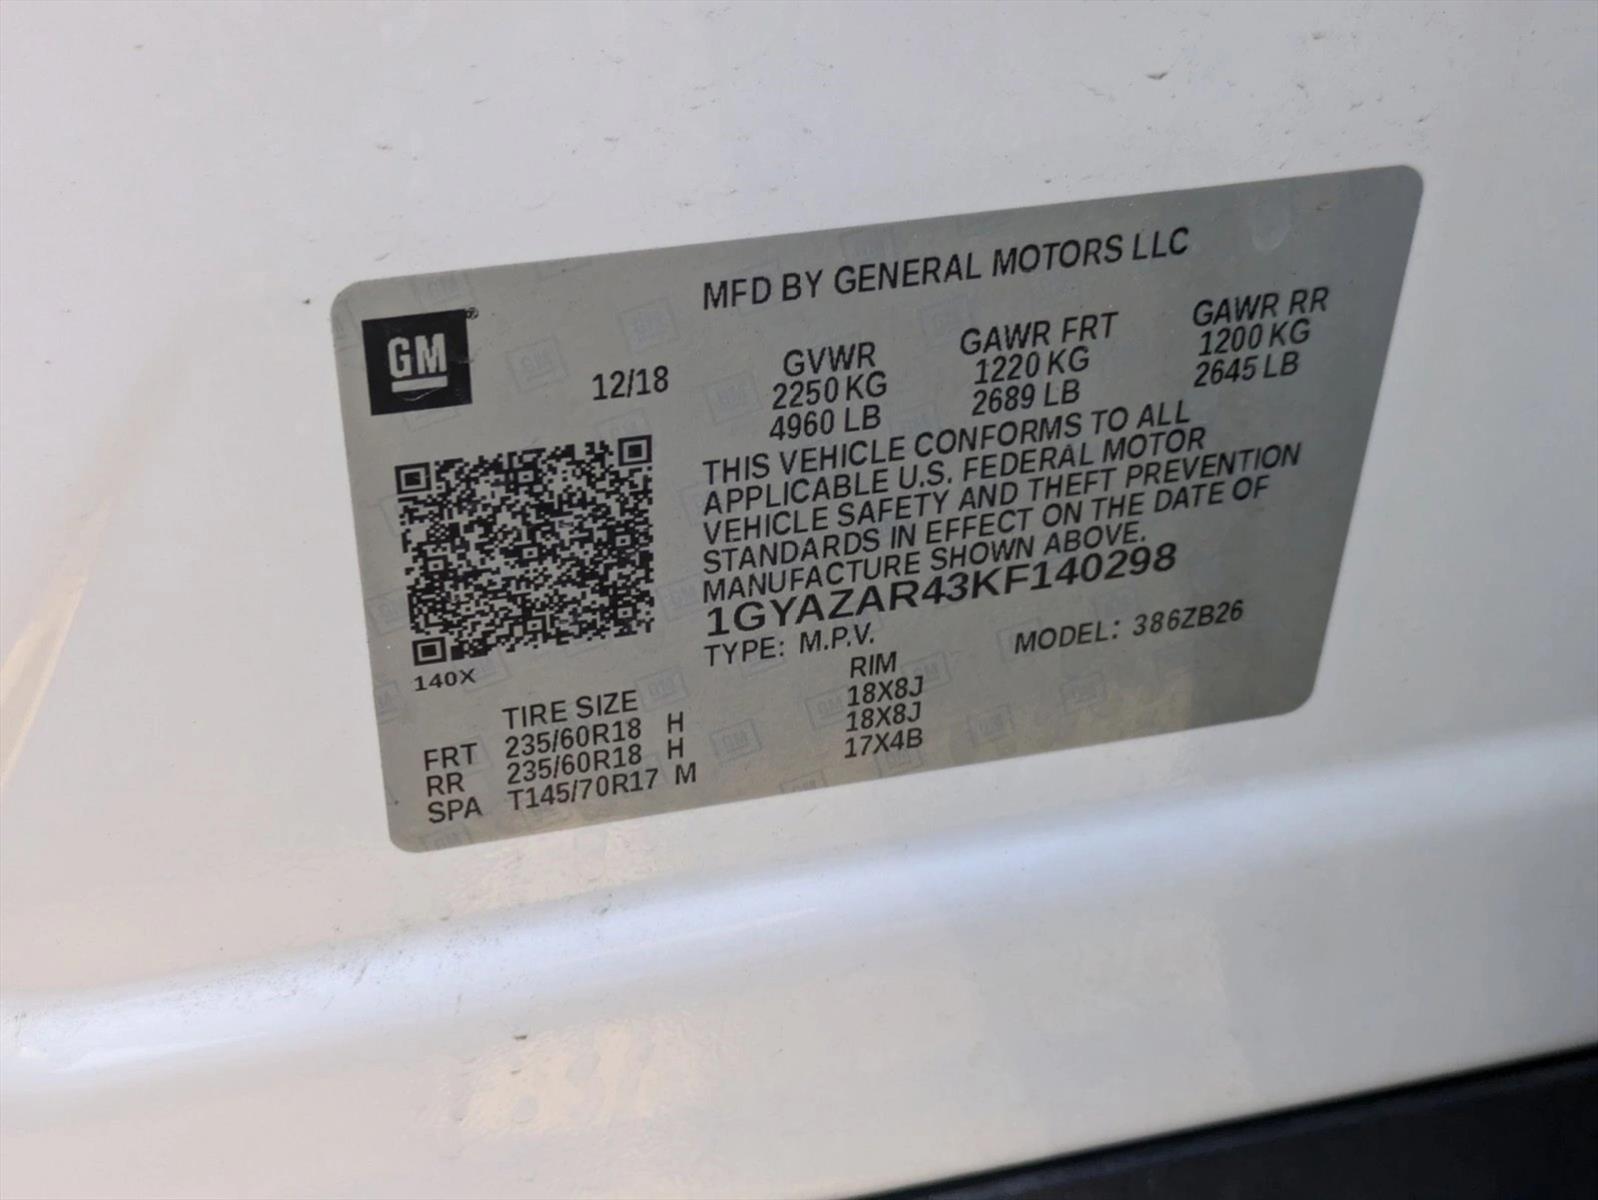 MFD BY GENERAL MOTORS LLC
GM
12/18
GVWR
2250 KG
4960 LB
GAWR FRT
1220 KG
2689 LB
GAWR RR
1200 KG
2645 LB
THIS VEHICLE CONFORMS TO ALL
APPLICABLE U.S. FEDERAL MOTOR
VEHICLE SAFETY AND THEFT PREVENTION
STANDARDS IN EFFECT ON THE DATE OF
MANUFACTURE SHOWN ABOVE.
1GYAZAR43KF140298
TYPE: M.P.V. MODEL: 386ZB26
140X
TIRE SIZE RIM
FRT 235/60R18 H 18X8J
RR 235/60R18 H 18X8J
SPA T145/70R17 M 17X4B